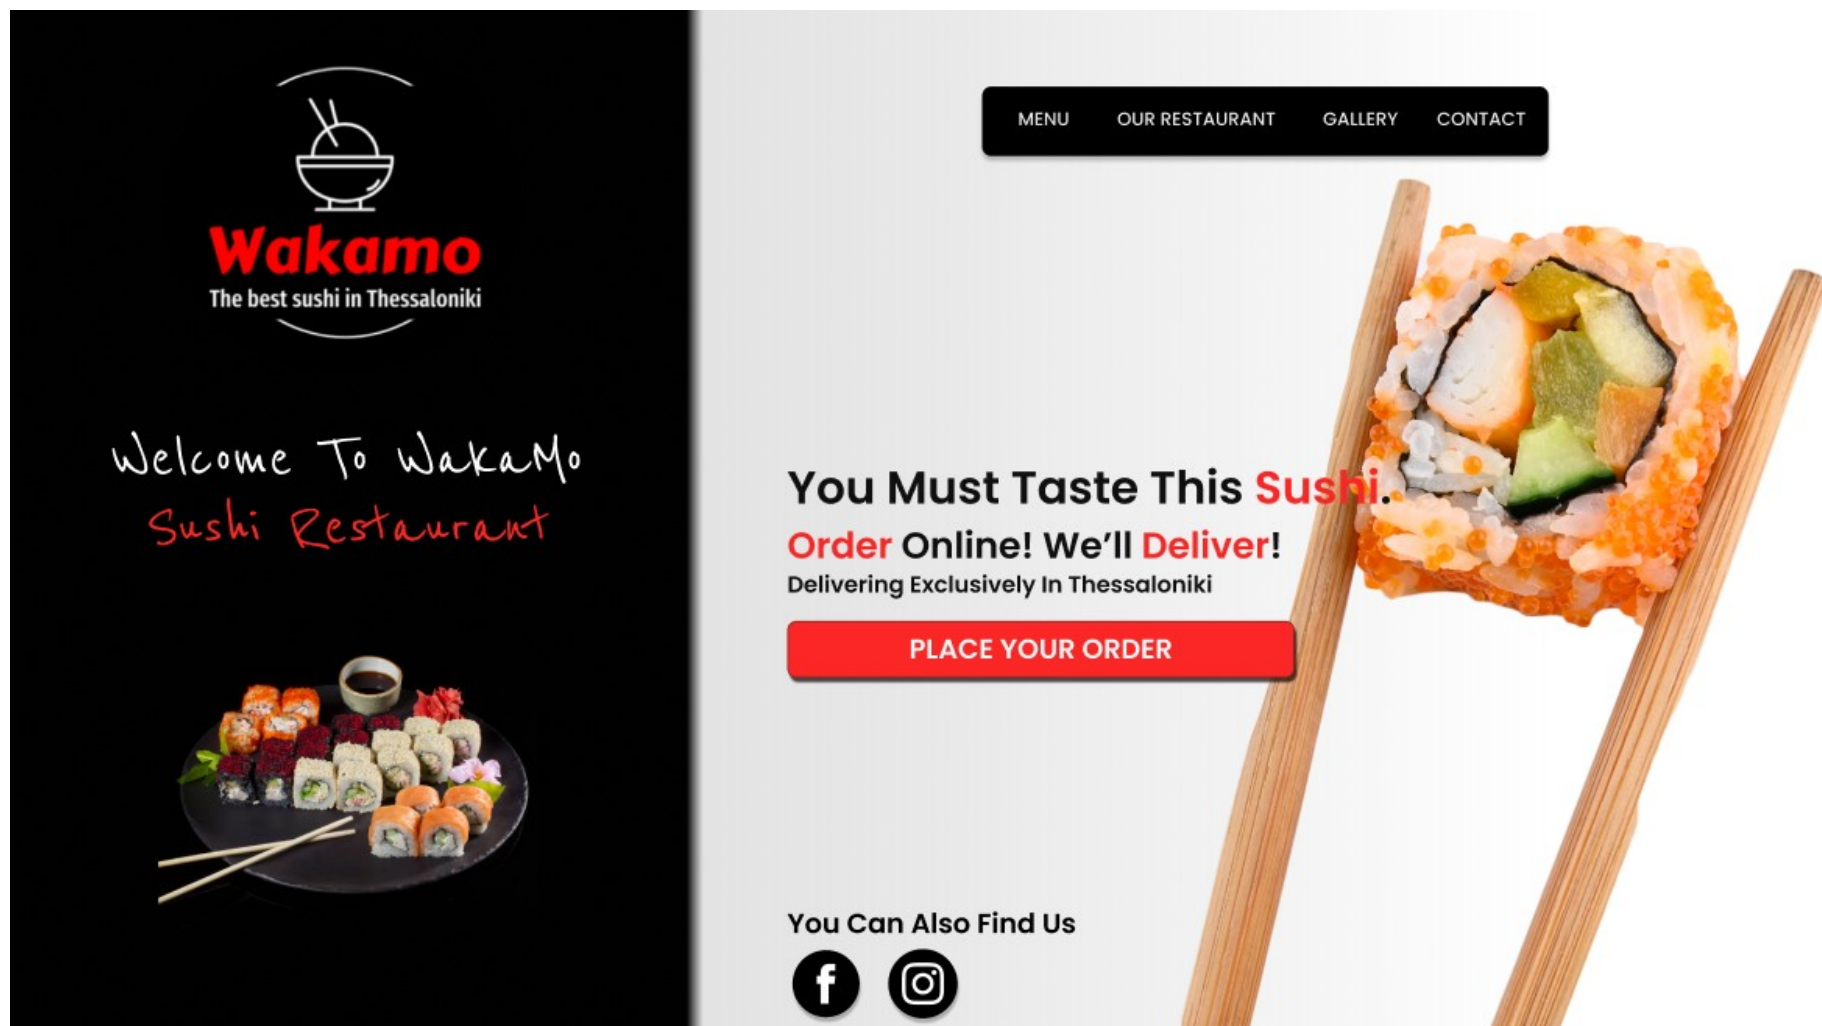 Wakamo
The best sushi in Thessaloniki
Welcome To WakaMo
Sushi Restaurant
MENU OUR RESTAURANT GALLERY CONTACT
You Must Taste This Sushi.
Order Online! We’ll Deliver!
Delivering Exclusively In Thessaloniki
PLACE YOUR ORDER
You Can Also Find Us